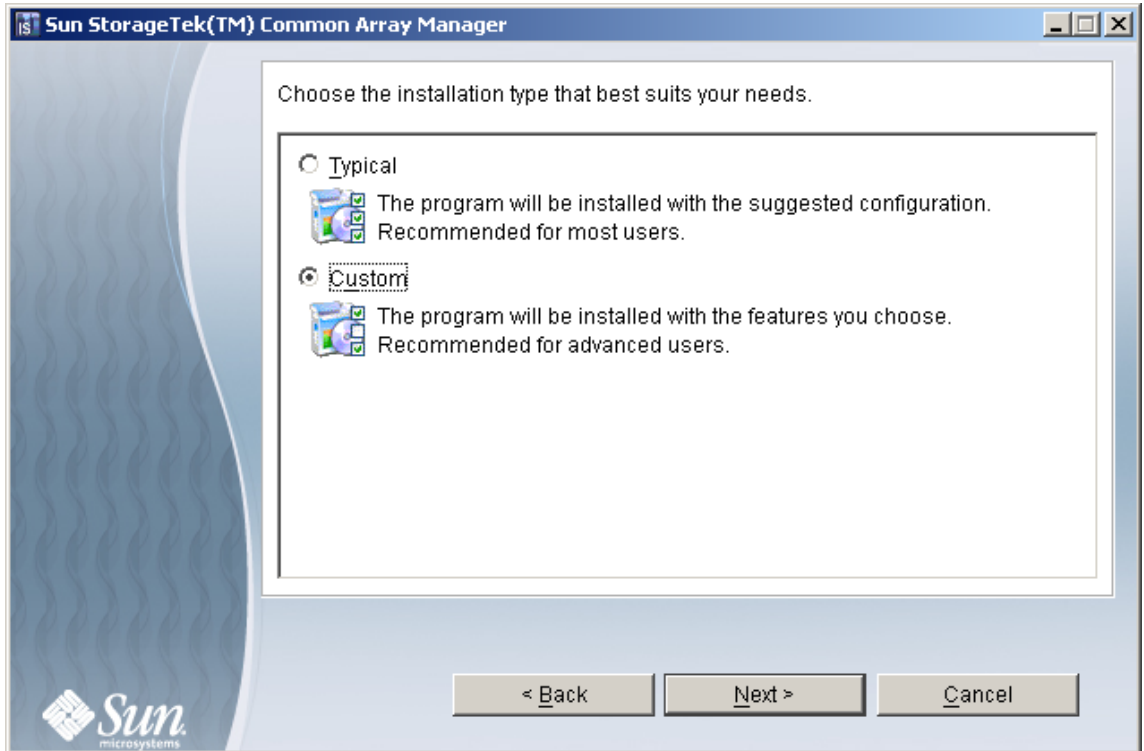 Sun StorageTek(TM) Common Array Manager
Choose the installation type that best suits your needs.
Typical
The program will be installed with the suggested configuration.
Recommended for most users.
Custom
The program will be installed with the features you choose.
Recommended for advanced users.
< Back
Next >
Cancel
Sun
microsystems